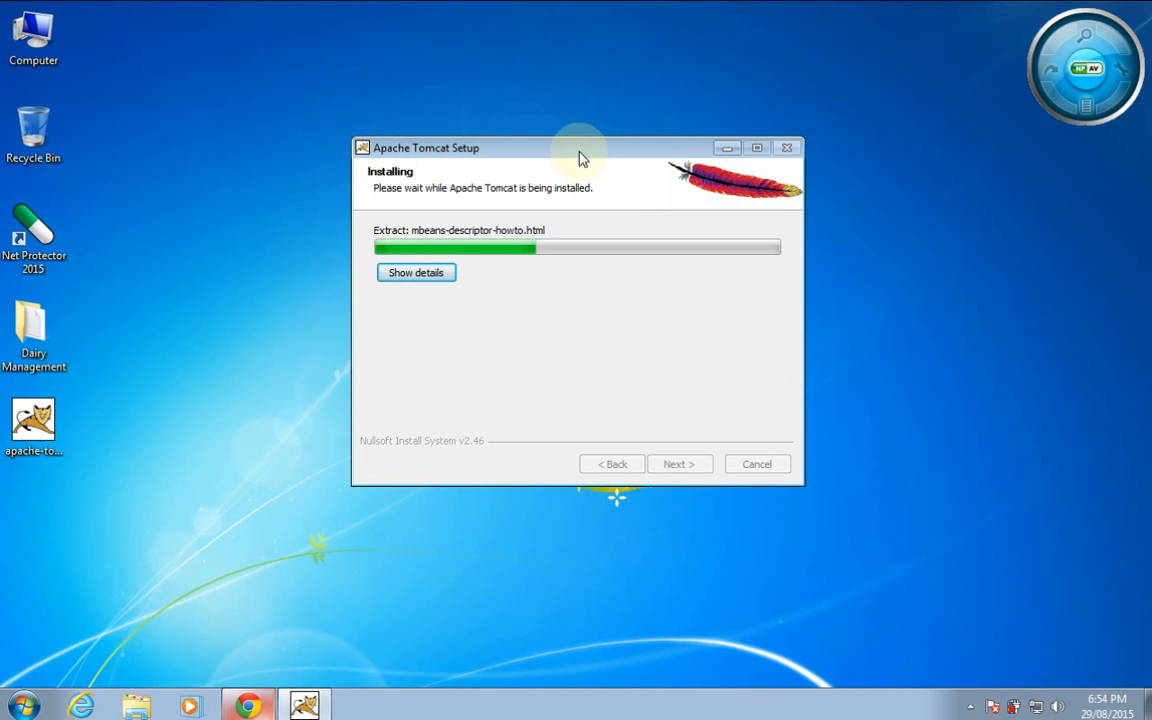 Computer
Recycle Bin
Net Protector
2015
Dairy
Management
apache-to...
NP AV
Apache Tomcat Setup
Installing
Please wait while Apache Tomcat is being installed.
Extract: mbeans-descriptor-howto.html
Show details
Nullsoft Install System v2.46
< Back
Next >
Cancel
6:54 PM
29/08/2015